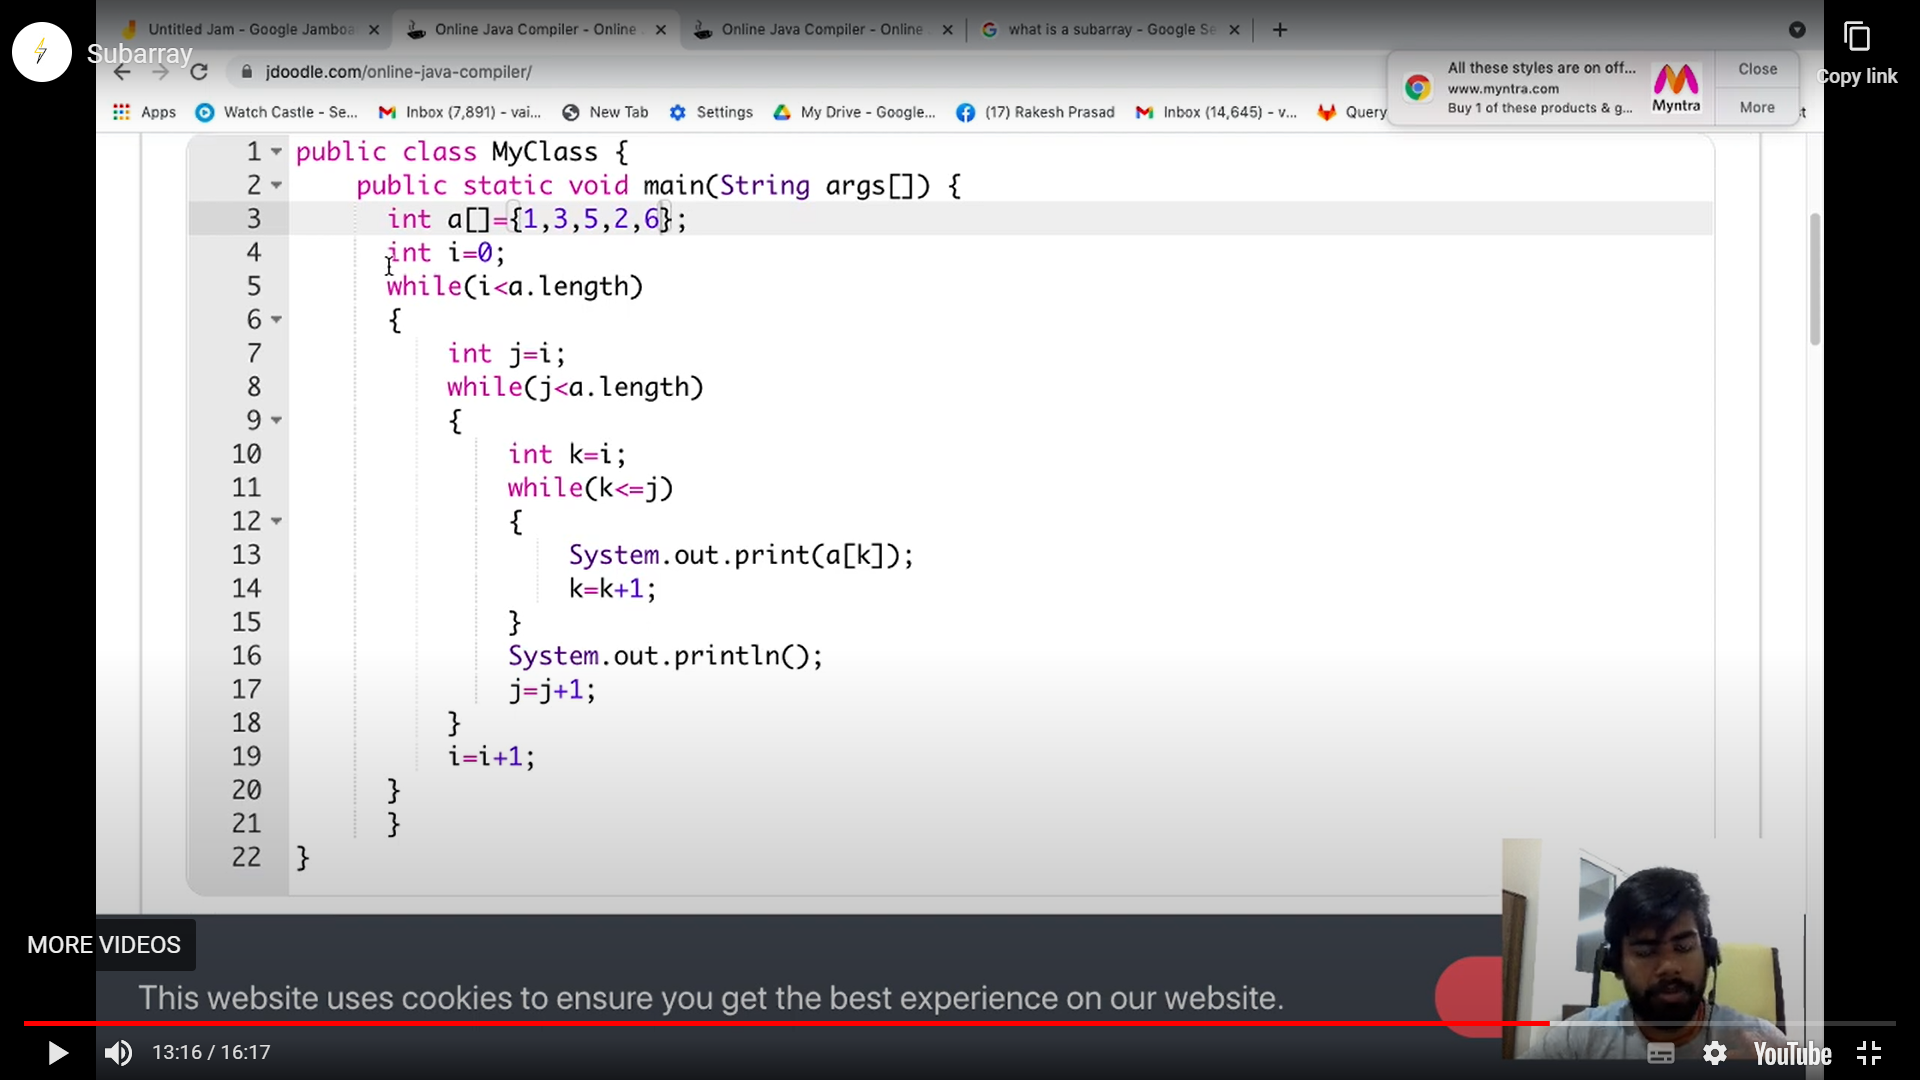 Untitled Jam - Google Jamboa
Online Java Compiler - Online
Online Java Compiler - Online
what is a subarray - Google Se
Subarray
jdoodle.com/online-java-compiler/
All these styles are on off...
www.myntra.com
Buy 1 of these products & g...
Myntra
Close
More
Copy link
Apps
Watch Castle - Se...
Inbox (7,891) - vai...
New Tab
Settings
My Drive - Google...
(17) Rakesh Prasad
Inbox (14,645) - v...
Query
1 public class MyClass {
2 public static void main(String args[]) {
3 int a[]={1,3,5,2,6};
4 int i=0;
5 while(i<a.length)
6 {
7 int j=i;
8 while(j<a.length)
9 {
10 int k=i;
11 while(k<=j)
12 {
13 System.out.print(a[k]);
14 k=k+1;
15 }
16 System.out.println();
17 j=j+1;
18 }
19 i=i+1;
20 }
21 }
22 }
MORE VIDEOS
This website uses cookies to ensure you get the best experience on our website.
13:16 / 16:17
YouTube